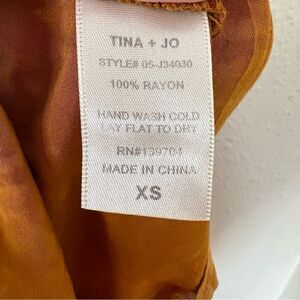 TINA + JO
STYLE# 05-J34030
100% RAYON
HAND WASH COLD
LAY FLAT TO DRY
RN#139704
MADE IN CHINA
XS